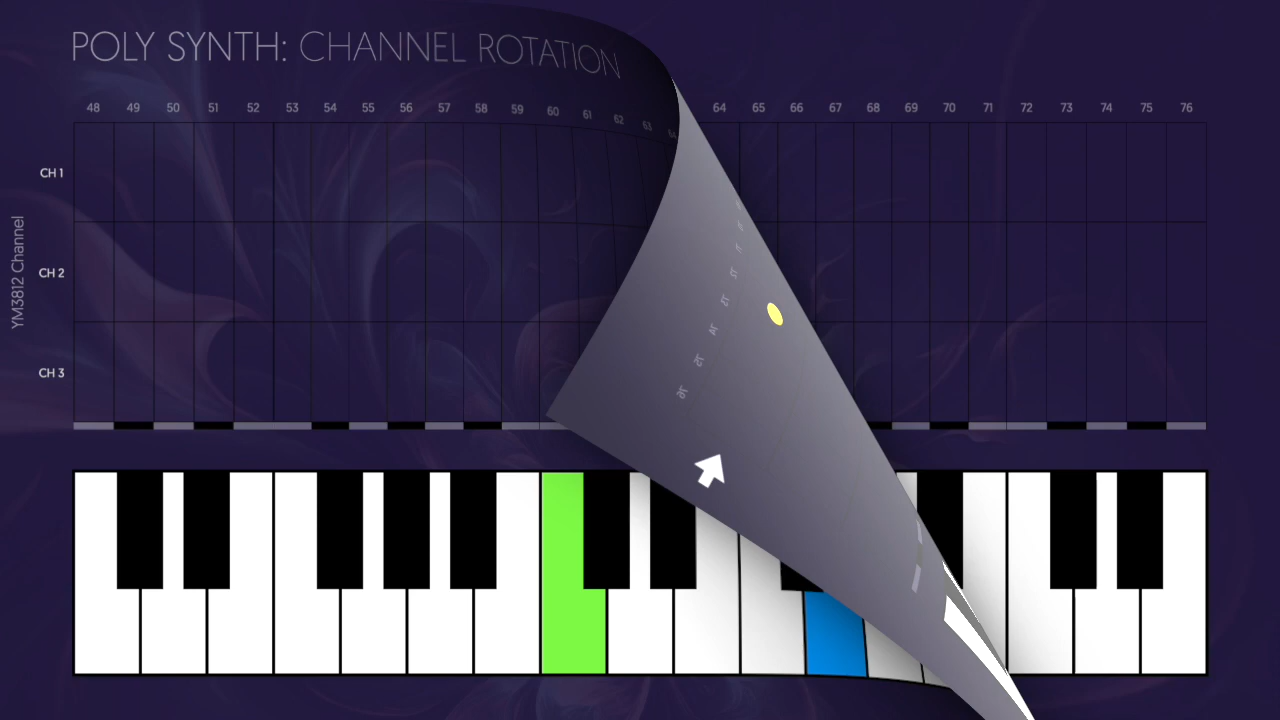 POLY SYNTH: CHANNEL ROTATION
48 49 50 51 52 53 54 55 56 57 58 59 60 61 62 63 64 64 65 66 67 68 69 70 71 72 73 74 75 76
CH 1
CH 2
CH 3
YM3812 Channel